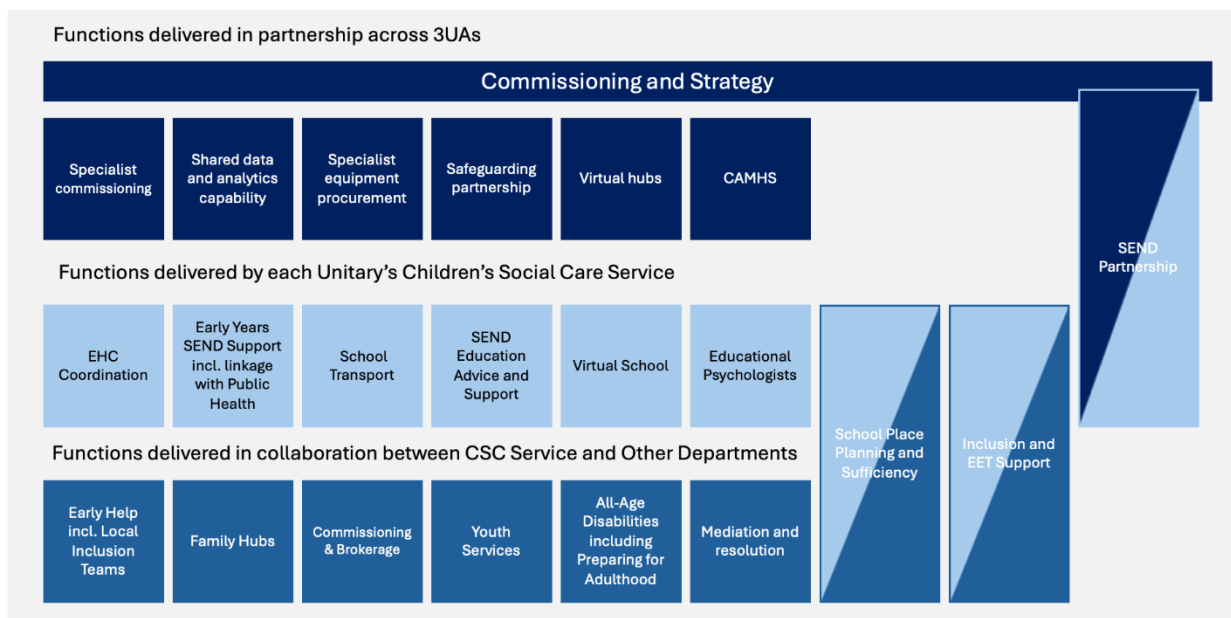 Functions delivered in partnership across 3UAs
Commissioning and Strategy
Specialist
commissioning
Shared data
and analytics
capability
Specialist
equipment
procurement
Safeguarding
partnership
Virtual hubs
CAMHS
SEND
Partnership
Functions delivered by each Unitary’s Children’s Social Care Service
EHC
Coordination
Early Years
SEND Support
incl. linkage
with Public
Health
School
Transport
SEND
Education
Advice and
Support
Virtual School
Educational
Psychologists
School Place
Planning and
Sufficiency
Inclusion and
EET Support
Functions delivered in collaboration between CSC Service and Other Departments
Early Help
incl. Local
Inclusion
Teams
Family Hubs
Commissioning
& Brokerage
Youth
Services
All-Age
Disabilities
including
Preparing for
Adulthood
Mediation and
resolution